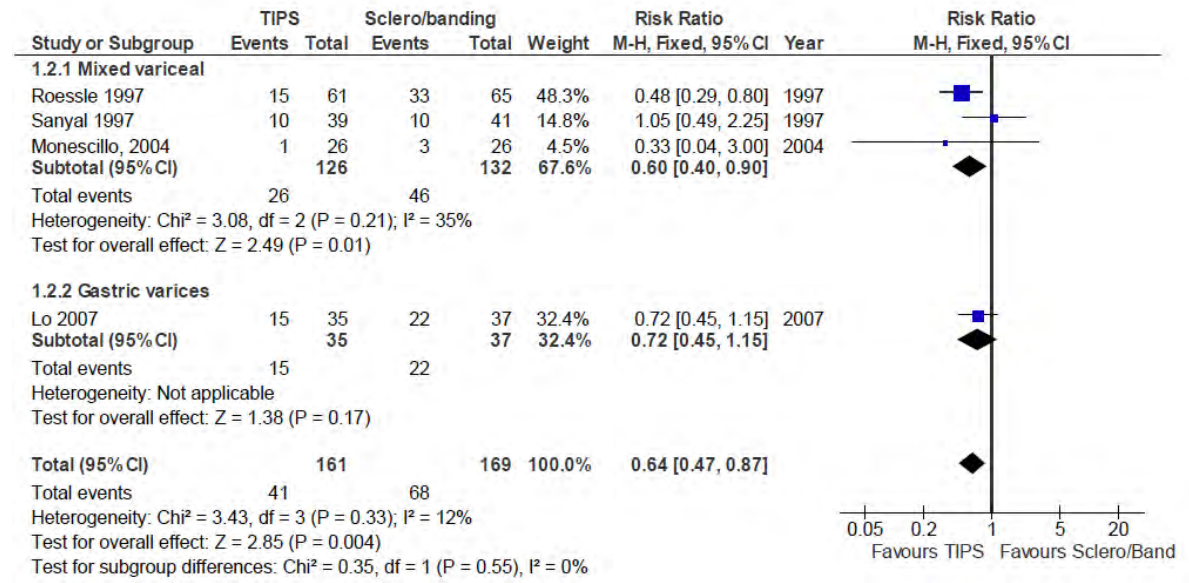 TIPS Sclero/banding Risk Ratio Risk Ratio
Study or Subgroup Events Total Events Total Weight M-H, Fixed, 95% CI Year M-H, Fixed, 95% CI
1.2.1 Mixed variceal
Roessle 1997 15 61 33 65 48.3% 0.48 [0.29, 0.80] 1997
Sanyal 1997 10 39 10 41 14.8% 1.05 [0.49, 2.25] 1997
Monescillo, 2004 1 26 3 26 4.5% 0.33 [0.04, 3.00] 2004
Subtotal (95% CI) 126 132 67.6% 0.60 [0.40, 0.90]
Total events 26 46
Heterogeneity: Chi² = 3.08, df = 2 (P = 0.21); I² = 35%
Test for overall effect: Z = 2.49 (P = 0.01)
1.2.2 Gastric varices
Lo 2007 15 35 22 37 32.4% 0.72 [0.45, 1.15] 2007
Subtotal (95% CI) 35 37 32.4% 0.72 [0.45, 1.15]
Total events 15 22
Heterogeneity: Not applicable
Test for overall effect: Z = 1.38 (P = 0.17)
Total (95% CI) 161 169 100.0% 0.64 [0.47, 0.87]
Total events 41 68
Heterogeneity: Chi² = 3.43, df = 3 (P = 0.33); I² = 12%
Test for overall effect: Z = 2.85 (P = 0.004)
Test for subgroup differences: Chi² = 0.35, df = 1 (P = 0.55), I² = 0%
0.05 0.2 1 5 20
Favours TIPS Favours Sclero/Band